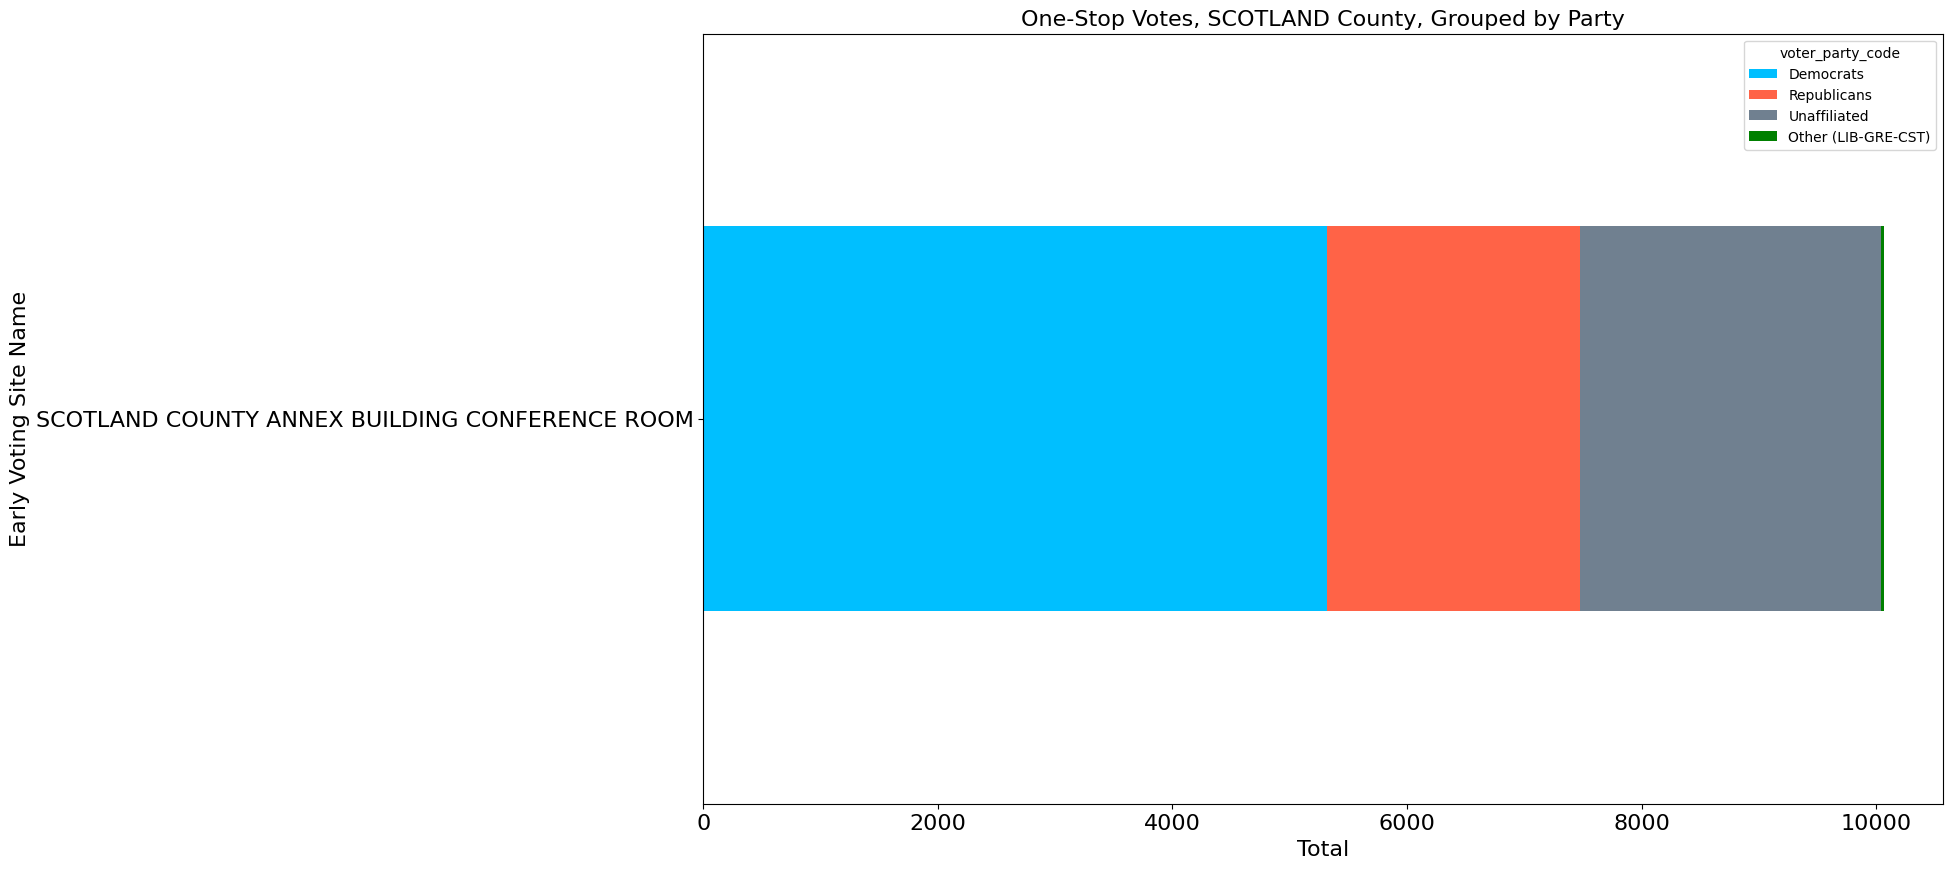 One-Stop Votes, SCOTLAND County, Grouped by Party
voter_party_code
Democrats
Republicans
Unaffiliated
Other (LIB-GRE-CST)
Early Voting Site Name
SCOTLAND COUNTY ANNEX BUILDING CONFERENCE ROOM
0 2000 4000 6000 8000 10000
Total